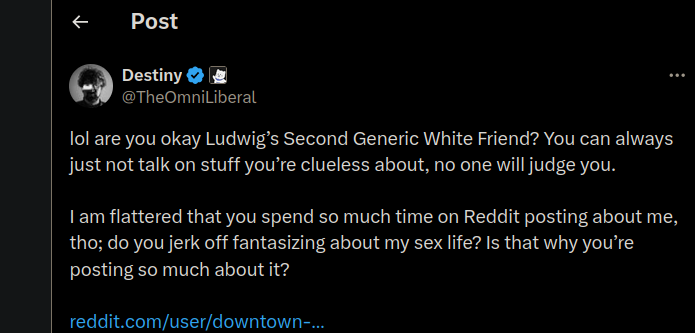 Post
Destiny
@TheOmniLiberal
lol are you okay Ludwig’s Second Generic White Friend? You can always
just not talk on stuff you’re clueless about, no one will judge you.
I am flattered that you spend so much time on Reddit posting about me,
tho; do you jerk off fantasizing about my sex life? Is that why you’re
posting so much about it?
reddit.com/user/downtown-...